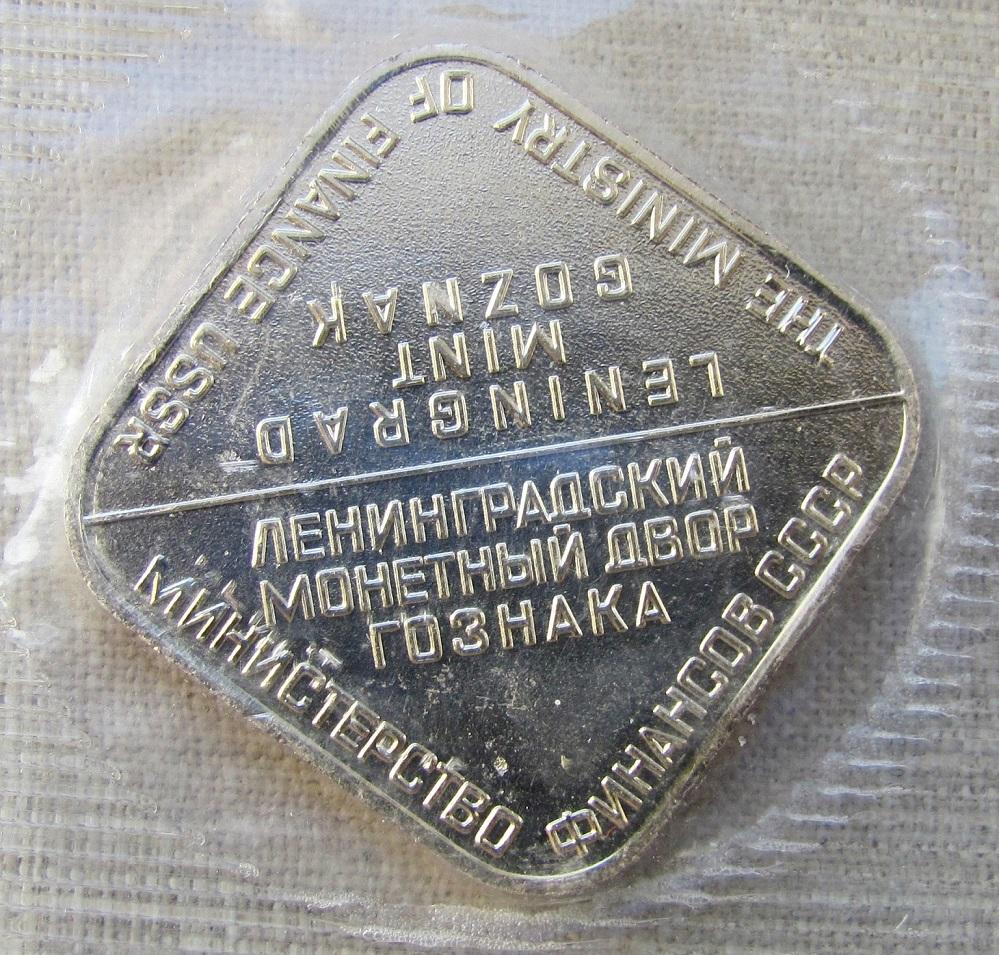 ЛЕНИНГРАДСКИЙ
МОНЕТНЫЙ ДВОР
ГОЗНАКА
МИНИСТЕРСТВО ФИНАНСОВ СССР
LENINGRAD
MINT
GOZNAK
THE MINISTRY OF FINANCE USSR